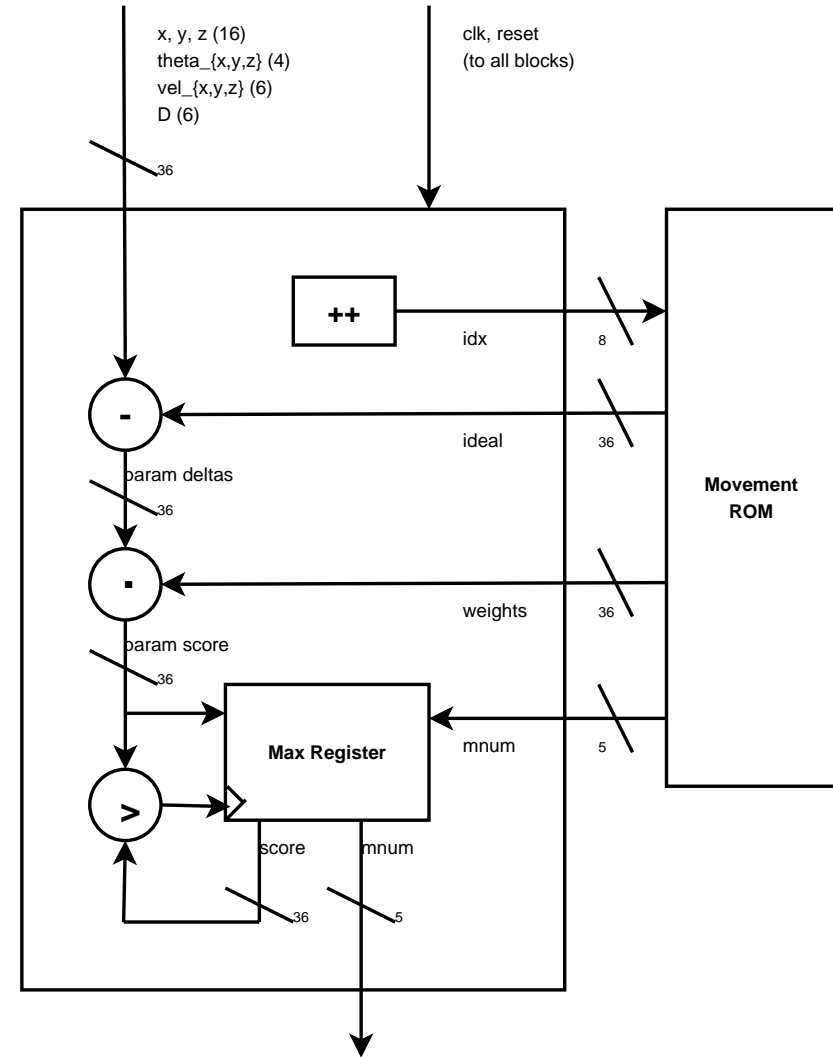 x, y, z (16)
theta_{x,y,z} (4)
vel_{x,y,z} (6)
D (6)
clk, reset
(to all blocks)
36
++
idx
8
-
ideal
36
param deltas
36
Movement
ROM
.
weights
36
param score
36
Max Register
mnum
5
>
score
mnum
36
5